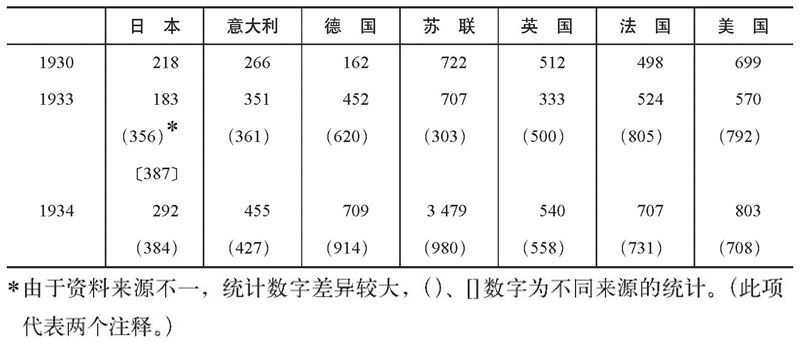 日 本 意大利 德 国 苏 联 英 国 法 国 美 国
1930 218 266 162 722 512 498 699
1933 183 351 452 707 333 524 570
(356)* (361) (620) (303) (500) (805) (792)
〔387〕
1934 292 455 709 3 479 540 707 803
(384) (427) (914) (980) (558) (731) (708)
*由于资料来源不一，统计数字差异较大，()、[]数字为不同来源的统计。（此项
代表两个注释。）